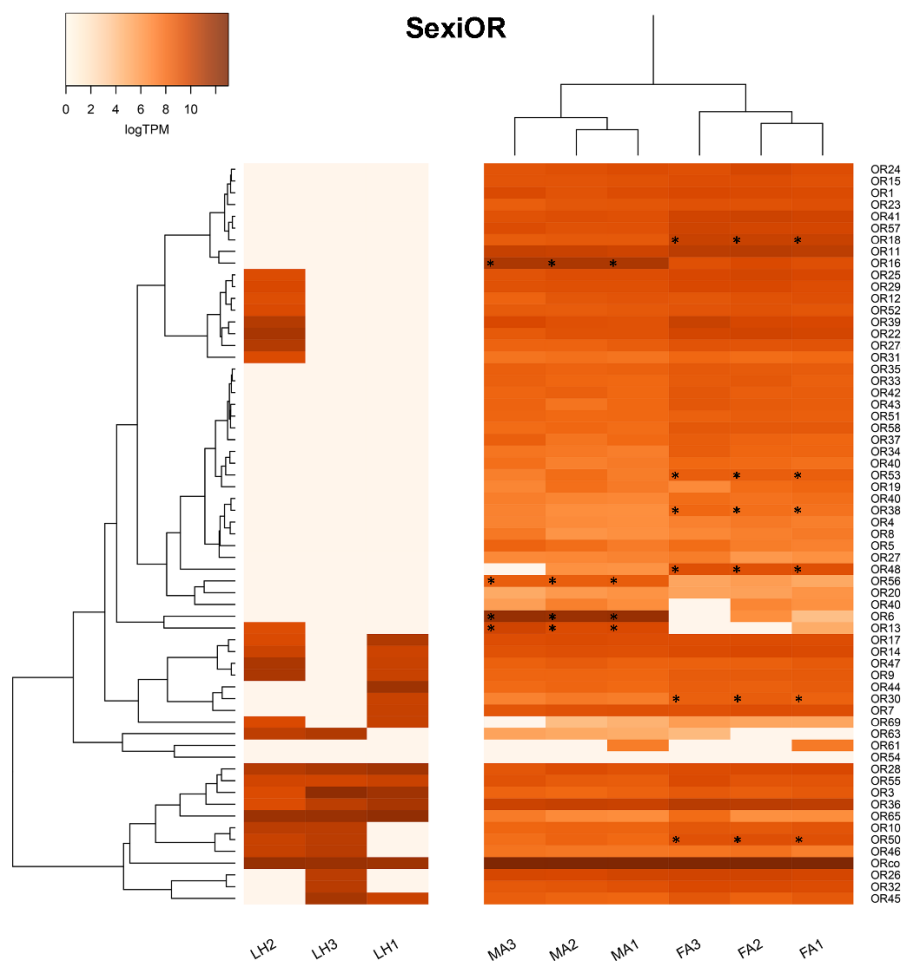 SexiOR
0 2 4 6 8 10
logTPM
OR24
OR15
OR1
OR23
OR41
OR57
* * * OR18
OR11
* * * OR16
OR25
OR29
OR12
OR52
OR39
OR22
OR27
OR31
OR35
OR33
OR42
OR43
OR51
OR58
OR37
OR34
OR40
* * * OR53
OR19
OR40
* * * OR38
OR4
OR8
OR5
OR27
* * * OR48
* * * OR56
OR20
OR40
* * * OR6
* * * OR13
OR17
OR14
OR47
OR9
OR44
* * * OR30
OR7
OR69
OR63
OR61
OR54
OR28
OR55
OR3
OR36
OR65
OR10
* * * OR50
OR46
ORco
OR26
OR32
OR45
LH2 LH3 LH1 MA3 MA2 MA1 FA3 FA2 FA1